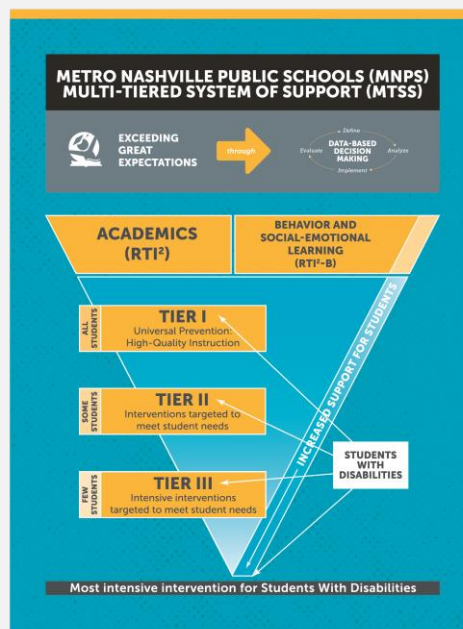 METRO NASHVILLE PUBLIC SCHOOLS (MNPS)
MULTI-TIERED SYSTEM OF SUPPORT (MTSS)
EXCEEDING
GREAT
EXPECTATIONS
through
Define
Evaluate
DATA-BASED
DECISION
MAKING
Analyze
Implement
ACADEMICS
(RTI²)
BEHAVIOR AND
SOCIAL-EMOTIONAL
LEARNING
(RTI²-B)
ALL
STUDENTS
TIER I
Universal Prevention:
High-Quality Instruction
SOME
STUDENTS
TIER II
Interventions targeted to
meet student needs
FEW
STUDENTS
TIER III
Intensive interventions
targeted to meet student needs
INCREASED SUPPORT FOR STUDENTS
STUDENTS
WITH
DISABILITIES
Most intensive intervention for Students With Disabilities